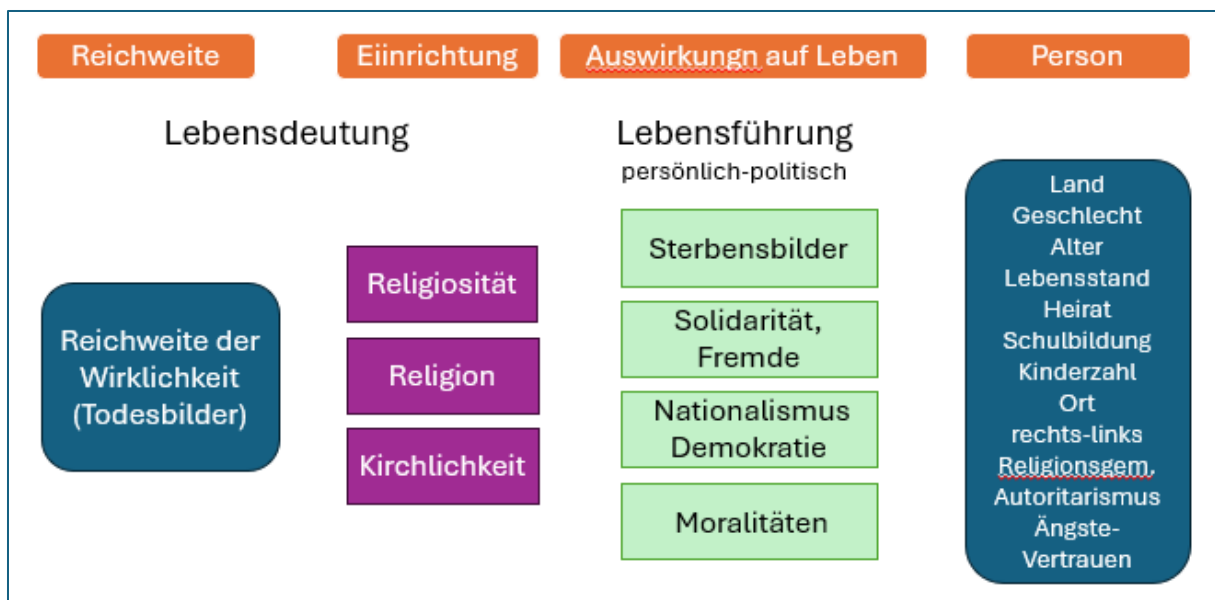 Reichweite
Eiinrichtung
Auswirkungn auf Leben
Person
Lebensdeutung
Lebensführung
persönlich-politisch
Reichweite der
Wirklichkeit
(Todesbilder)
Religiosität
Religion
Kirchlichkeit
Sterbensbilder
Solidarität,
Fremde
Nationalismus
Demokratie
Moralitäten
Land
Geschlecht
Alter
Lebensstand
Heirat
Schulbildung
Kinderzahl
Ort
rechts-links
Religionsgem.
Autoritarismus
Ängste-
Vertrauen